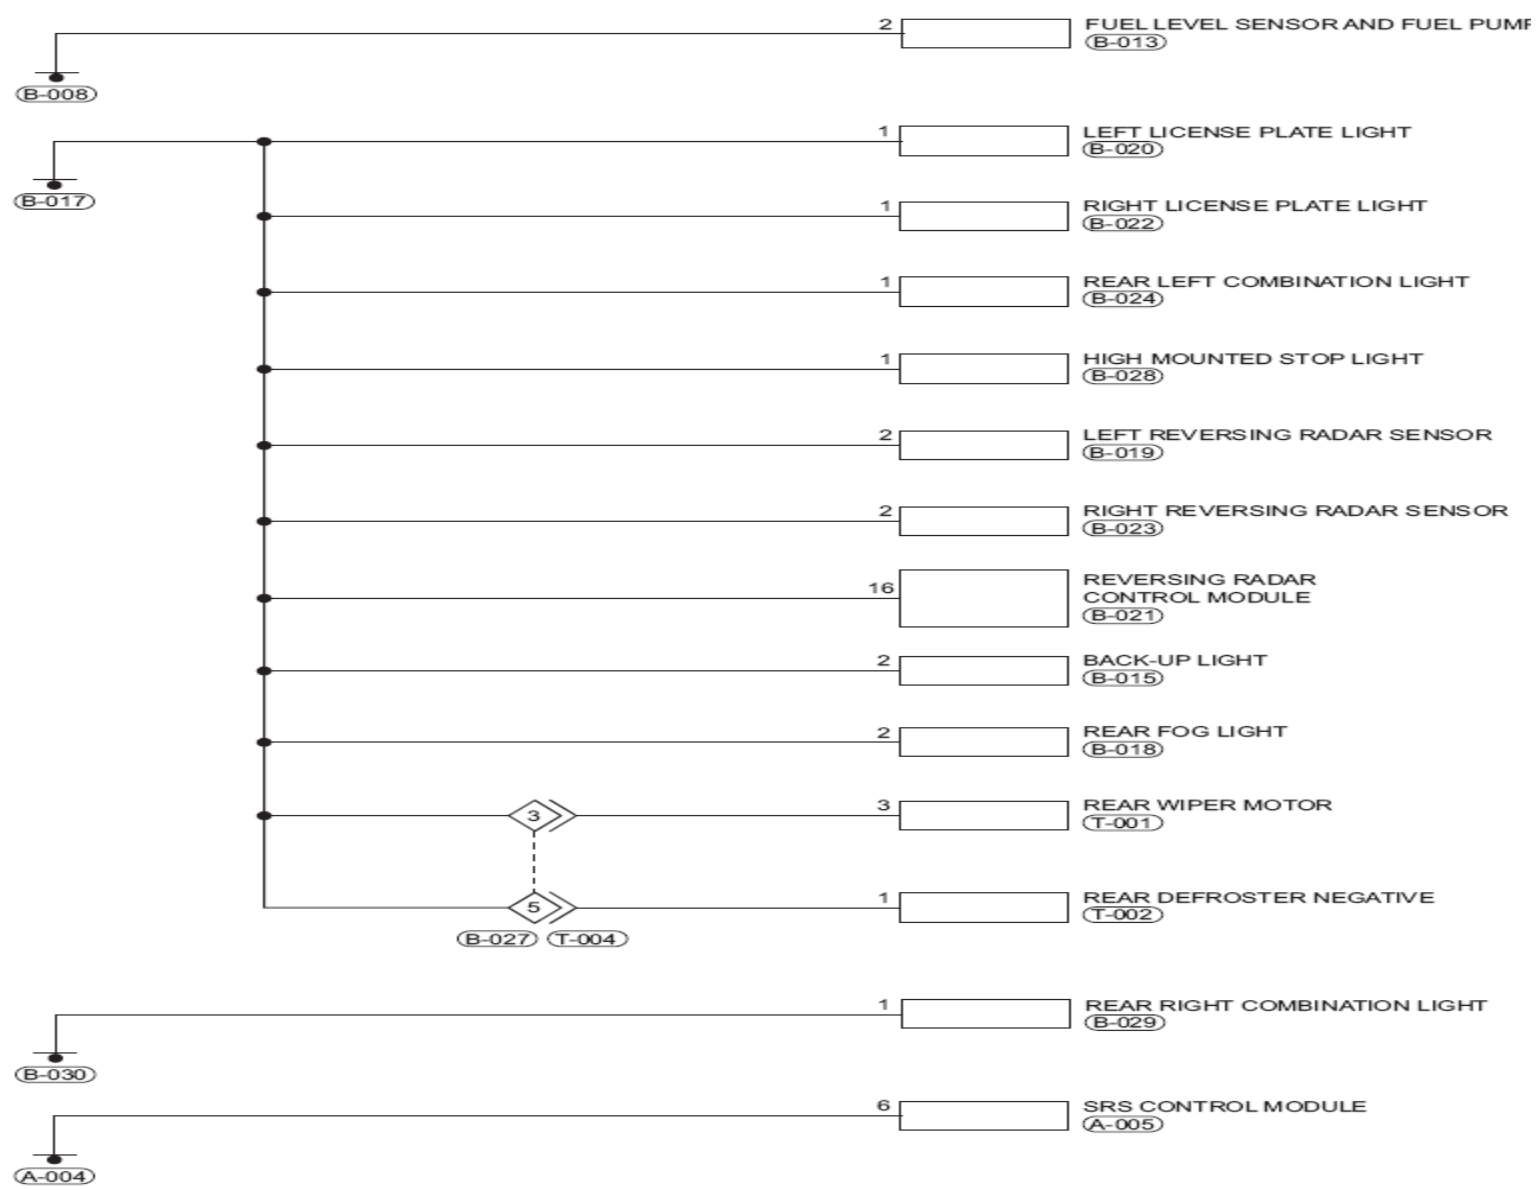 2 FUEL LEVEL SENSOR AND FUEL PUMP
B-013
B-008
1 LEFT LICENSE PLATE LIGHT
B-020
B-017
1 RIGHT LICENSE PLATE LIGHT
B-022
1 REAR LEFT COMBINATION LIGHT
B-024
1 HIGH MOUNTED STOP LIGHT
B-028
2 LEFT REVERSING RADAR SENSOR
B-019
2 RIGHT REVERSING RADAR SENSOR
B-023
16 REVERSING RADAR
CONTROL MODULE
B-021
2 BACK-UP LIGHT
B-015
2 REAR FOG LIGHT
B-018
3 3 REAR WIPER MOTOR
T-001
5 1 REAR DEFROSTER NEGATIVE
T-002
B-027 T-004
1 REAR RIGHT COMBINATION LIGHT
B-029
B-030
6 SRS CONTROL MODULE
A-005
A-004